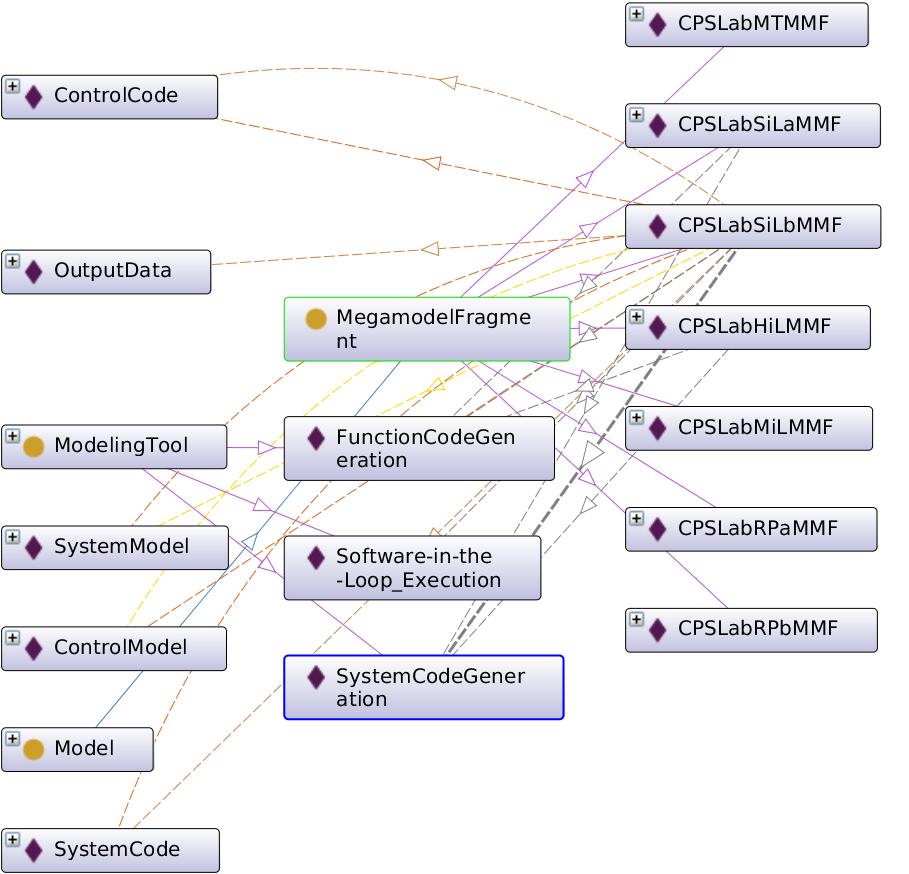 CPSLabMTMMF
ControlCode
CPSLabSiLaMMF
CPSLabSiLbMMF
OutputData
MegamodelFragme
nt
CPSLabHiLMMF
ModelingTool
FunctionCodeGen
eration
CPSLabMiLMMF
SystemModel
Software-in-the
-Loop_Execution
CPSLabRPaMMF
ControlModel
SystemCodeGener
ation
CPSLabRPbMMF
Model
SystemCode